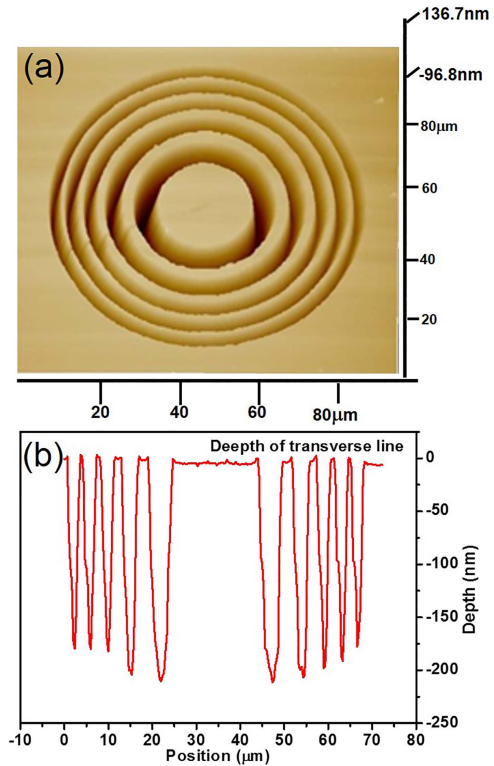 136.7nm
(a)
-96.8nm
80μm
60
40
20
20 40 60 80μm
(b)
Deepth of transverse line
0
-50
-100
-150
-200
-250
Depth (nm)
-10 0 10 20 30 40 50 60 70 80
Position (μm)